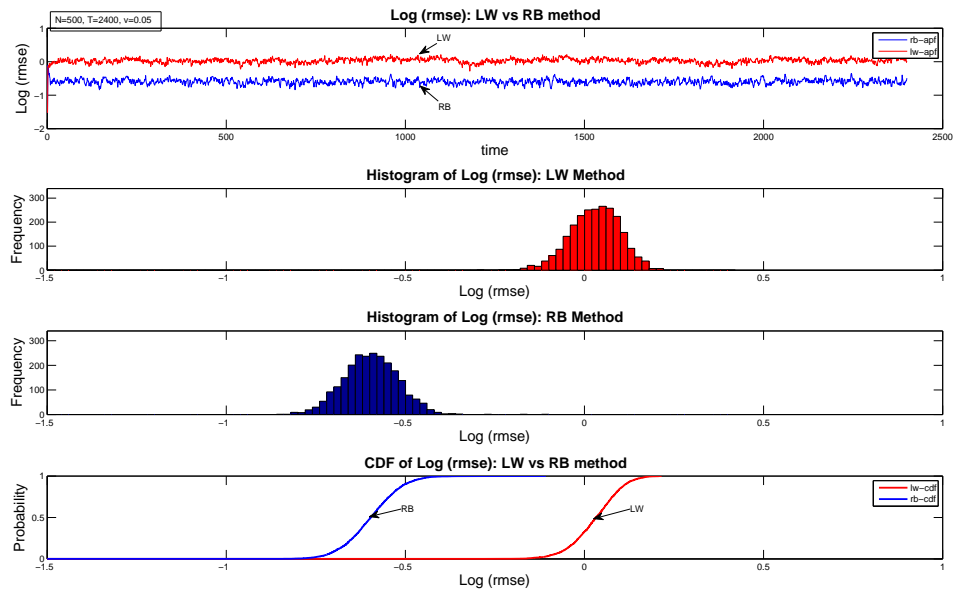 Log (rmse): LW vs RB method
N=500, T=2400, v=0.05
LW
RB
rb-apf
lw-apf
Log (rmse)
1
0
−1
−2
0
500
1000
1500
2000
2500
time
Histogram of Log (rmse): LW Method
Frequency
300
200
100
0
−1.5
−1
−0.5
0
0.5
1
Log (rmse)
Histogram of Log (rmse): RB Method
Frequency
300
200
100
0
−1.5
−1
−0.5
0
0.5
1
Log (rmse)
CDF of Log (rmse): LW vs RB method
Probability
1
0.5
0
RB
LW
lw-cdf
rb-cdf
−1.5
−1
−0.5
0
0.5
1
Log (rmse)